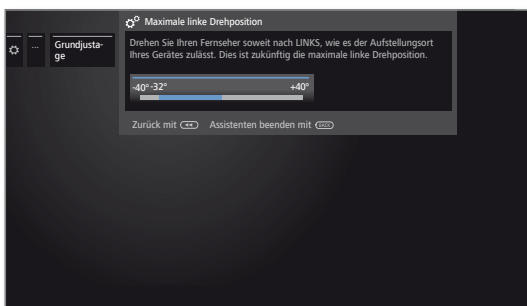 Maximale linke Drehposition
...
Grundjusta-
ge
Drehen Sie Ihren Fernseher soweit nach LINKS, wie es der Aufstellungsort
Ihres Gerätes zulässt. Dies ist zukünftig die maximale linke Drehposition.
-40° -32° +40°
Zurück mit Assistenten beenden mit BACK